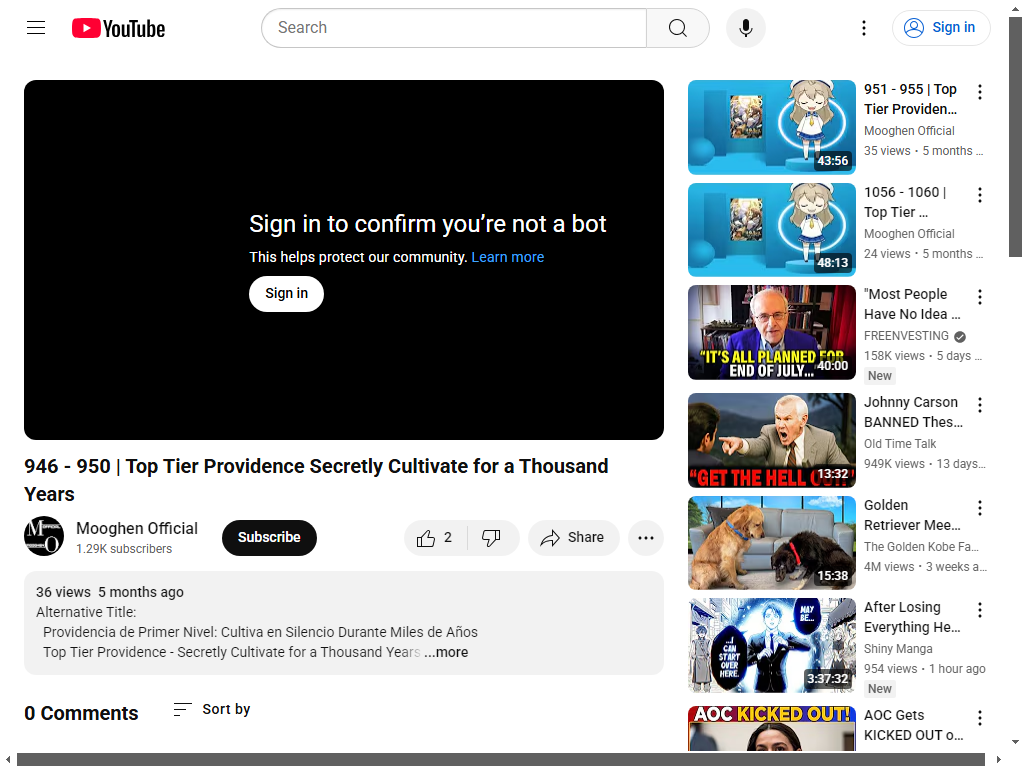 YouTube
Search
Sign in
Sign in to confirm you’re not a bot
This helps protect our community. Learn more
Sign in
946 - 950 | Top Tier Providence Secretly Cultivate for a Thousand
Years
Mooghen Official
1.29K subscribers
Subscribe
2
Share
36 views 5 months ago
Alternative Title:
Providencia de Primer Nivel: Cultiva en Silencio Durante Miles de Años
Top Tier Providence - Secretly Cultivate for a Thousand Years ...more
0 Comments
Sort by
43:56
951 - 955 | Top
Tier Providen...
Mooghen Official
35 views • 5 months ...
48:13
1056 - 1060 |
Top Tier ...
Mooghen Official
24 views • 5 months ...
"IT'S ALL PLANNED FOR
END OF JULY...
40:00
"Most People
Have No Idea ...
FREENVESTING
158K views • 5 days ...
New
"GET THE HELL OUT!"
13:32
Johnny Carson
BANNED Thes...
Old Time Talk
949K views • 13 days...
15:38
Golden
Retriever Mee...
The Golden Kobe Fa...
4M views • 3 weeks a...
MAY
BE...
...I
CAN
START
OVER
HERE.
3:37:32
After Losing
Everything He...
Shiny Manga
954 views • 1 hour ago
New
AOC KICKED OUT!
AOC Gets
KICKED OUT o...